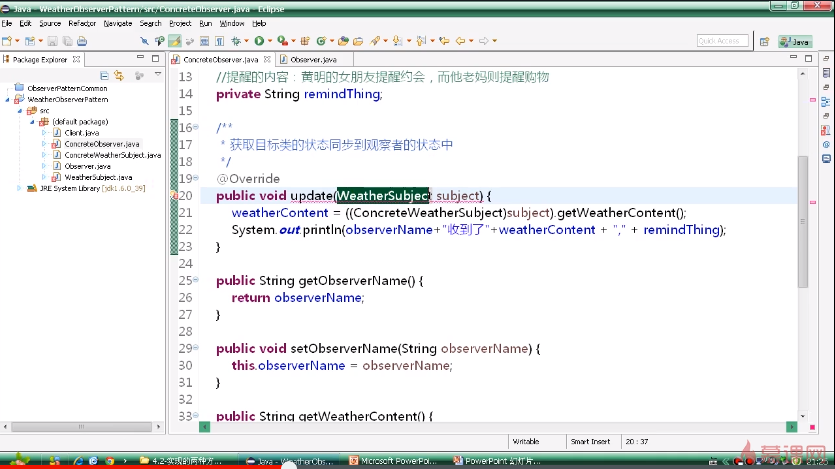 Java - WeatherObserverPattern/src/ConcreteObserver.java - Eclipse
File Edit Source Refactor Navigate Search Project Run Window Help
Quick Access
Java
Package Explorer
ConcreteObserver.java
Observer.java
ObserverPatternCommon
WeatherObserverPattern
src
(default package)
Client.java
ConcreteObserver.java
ConcreteWeatherSubject.java
Observer.java
WeatherSubject.java
JRE System Library [jdk1.6.0_39]
13 //提醒的内容：黄明的女朋友提醒约会，而他老妈则提醒购物
14 private String remindThing;
15
16 /**
17 * 获取目标类的状态同步到观察者的状态中
18 */
19 @Override
20 public void update(WeatherSubject subject) {
21 weatherContent = ((ConcreteWeatherSubject)subject).getWeatherContent();
22 System.out.println(observerName+"收到了"+weatherContent + "," + remindThing);
23 }
24
25 public String getObserverName() {
26 return observerName;
27 }
28
29 public void setObserverName(String observerName) {
30 this.observerName = observerName;
31 }
32
33 public String getWeatherContent() {
Writable
Smart Insert
20 : 37
4.2-实现的两种方...
Java - WeatherObs...
Microsoft PowerPoi...
PowerPoint 幻灯片...
慕课网
21:25